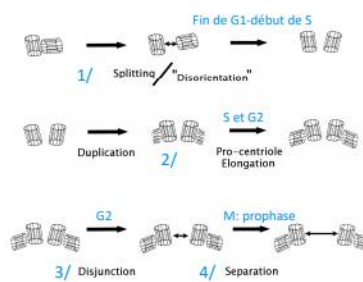 Fin de G1-début de S
1/ Splitting / "Disorientation"
S et G2
Duplication 2/ Pro-centriole
Elongation
G2 M: prophase
3/ Disjunction 4/ Separation